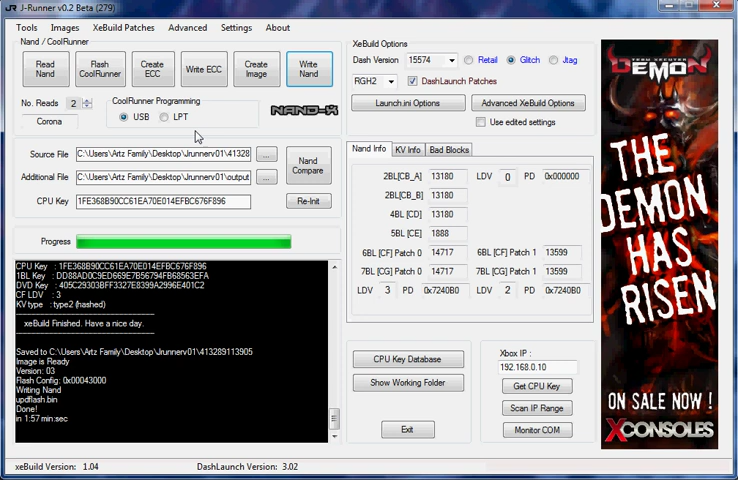 J-Runner v0.2 Beta (279)
Tools Images XeBuild Patches Advanced Settings About
Nand / CoolRunner
Read Nand
Flash CoolRunner
Create ECC
Write ECC
Create Image
Write Nand
No. Reads 2
Corona
CoolRunner Programming
USB LPT
NAND-X
Source File C:\Users\Artz Family\Desktop\Jrunnerv01\41328 ...
Additional File C:\Users\Artz Family\Desktop\Jrunnerv01\output ...
Nand Compare
CPU Key 1FE368B90CC61EA70E014EFBC676F896 Re-Init
Progress
CPU Key : 1FE368B90CC61EA70E014EFBC676F896
1BL Key : DD88AD0C9ED669E7B56794FB68563EFA
DVD Key : 405C29303BFF3327E8399A2996E401C2
CF LDV : 3
KV type : type2 (hashed)
xeBuild Finished. Have a nice day.
Saved to C:\Users\Artz Family\Desktop\Jrunnerv01\413289113905
Image is Ready
Version: 03
Flash Config: 0x00043000
Writing Nand
updflash.bin
Done!
in 1:57 min:sec
XeBuild Options
Dash Version 15574 Retail Glitch Jtag
RGH2 DashLaunch Patches
Launch.ini Options Advanced XeBuild Options
Use edited settings
Nand Info KV Info Bad Blocks
2BL[CB_A] 13180 LDV 0 PD 0x000000
2BL[CB_B] 13180
4BL [CD] 13180
5BL [CE] 1888
6BL [CF] Patch 0 14717 6BL [CF] Patch 1 13599
7BL [CG] Patch 0 14717 7BL [CG] Patch 1 13599
LDV 3 PD 0x7240B0 LDV 2 PD 0x7240B0
CPU Key Database
Show Working Folder
Exit
Xbox IP :
192.168.0.10
Get CPU Key
Scan IP Range
Monitor COM
TEAM XECUTER
DEMON
THE
DEMON
HAS
RISEN
ON SALE NOW !
XCONSOLES
xeBuild Version: 1.04 DashLaunch Version: 3.02